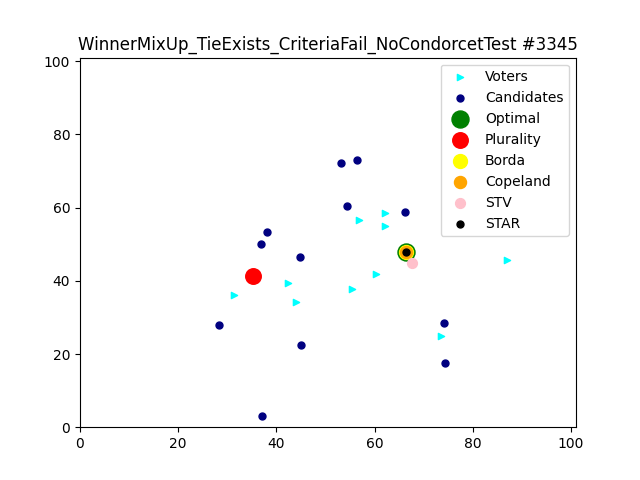 WinnerMixUp_TieExists_CriteriaFail_NoCondorcetTest #3345
Voters
Candidates
Optimal
Plurality
Borda
Copeland
STV
STAR
100
80
60
40
20
0
0 20 40 60 80 100